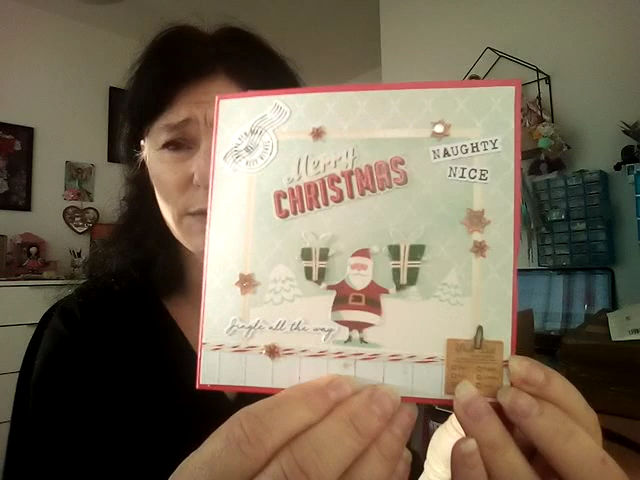 Merry
CHRISTMAS
NAUGHTY
NICE
Jingle all the way